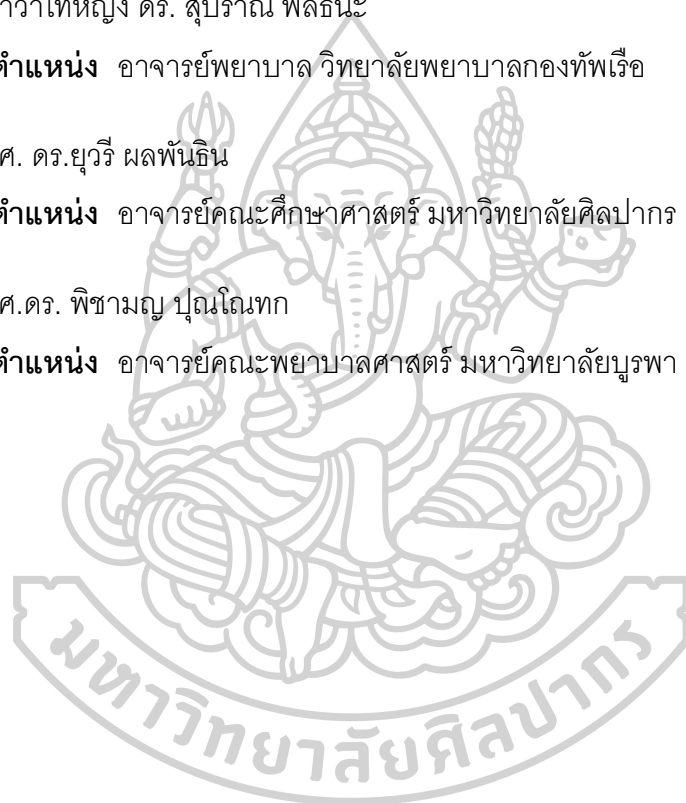 าวาโทหญิง ดร. สุปราณี พลธนะ
ตำแหน่ง อาจารย์พยาบาล วิทยาลัยพยาบาลกองทัพเรือ
ศ. ดร.ยุวรี ผลพันธิน
ตำแหน่ง อาจารย์คณะศึกษาศาสตร์ มหาวิทยาลัยศิลปากร
ศ.ดร. พิชามญ ปุณโณทก
ตำแหน่ง อาจารย์คณะพยาบาลศาสตร์ มหาวิทยาลัยบูรพา
มหาวิทยาลัยศิลปากร